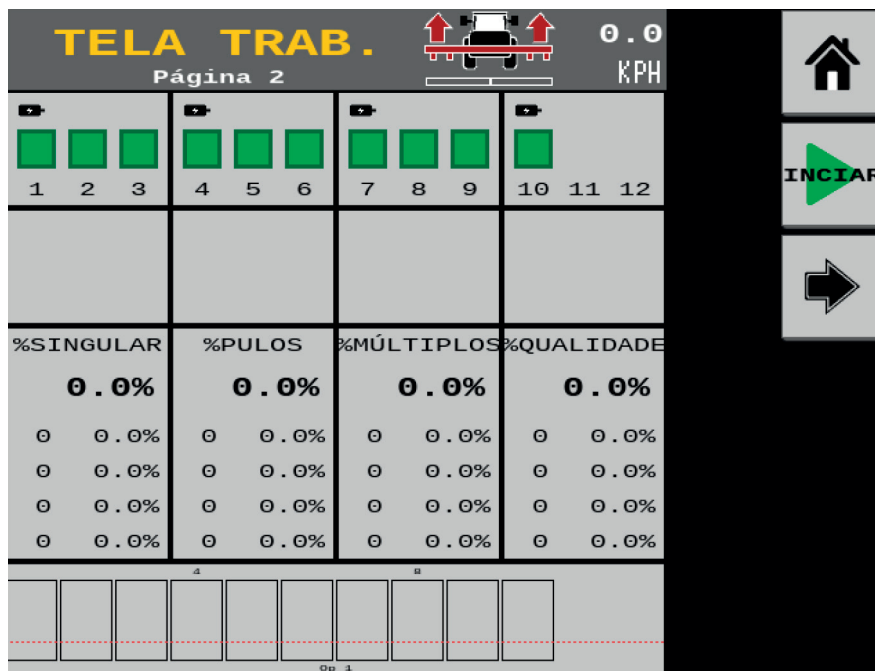 TELA TRAB.
Página 2
0.0
KPH
1 2 3 4 5 6 7 8 9 10 11 12
INCIAR
%SINGULAR %PULOS %MÚLTIPLOS %QUALIDADE
0.0% 0.0% 0.0% 0.0%
0 0.0% 0 0.0% 0 0.0% 0 0.0%
0 0.0% 0 0.0% 0 0.0% 0 0.0%
0 0.0% 0 0.0% 0 0.0% 0 0.0%
0 0.0% 0 0.0% 0 0.0% 0 0.0%
4 8
Op 1